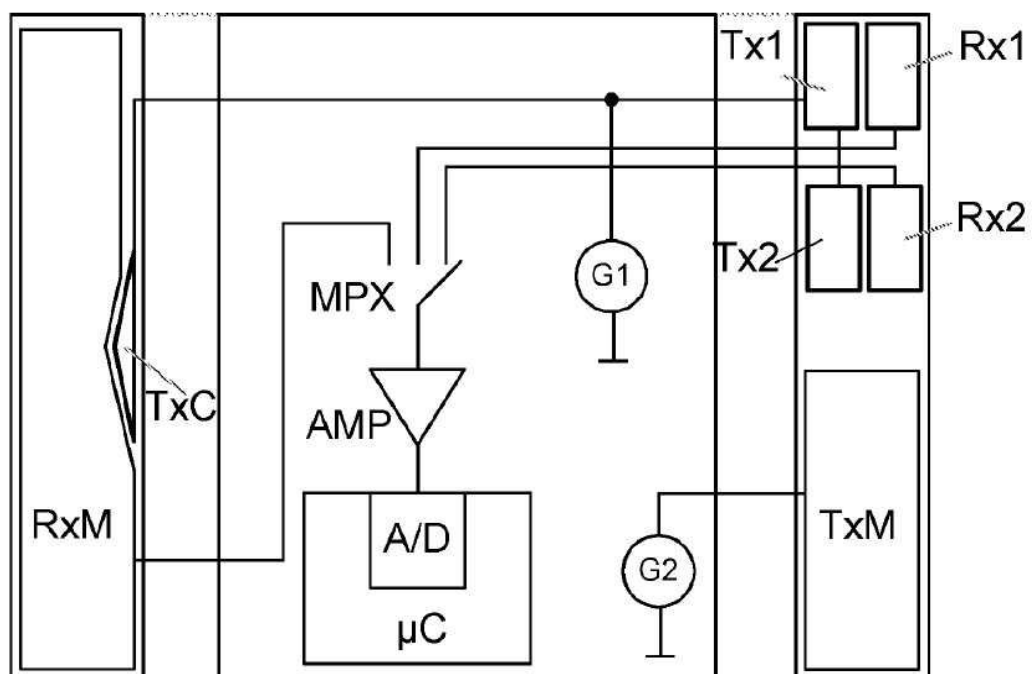 Tx1
Rx1
Tx2
Rx2
G1
MPX
TxC
AMP
RxM
A/D
TxM
G2
µC